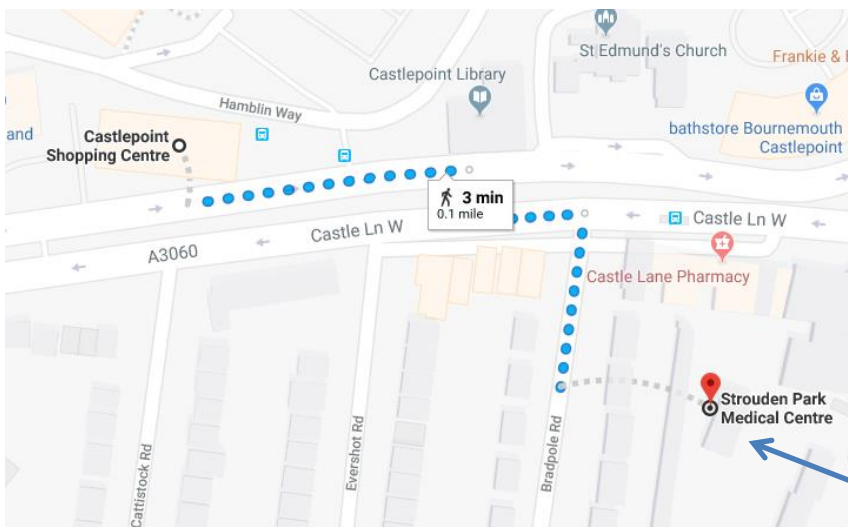 St Edmund's Church
Frankie & B
Castlepoint Library
Hamblin Way
and
Castlepoint
Shopping Centre
bathstore Bournemouth
Castlepoint
3 min
0.1 mile
Castle Ln W
Castle Ln W
A3060
Castle Lane Pharmacy
Strouden Park
Medical Centre
Cattistock Rd
Evershot Rd
Bradpole Rd